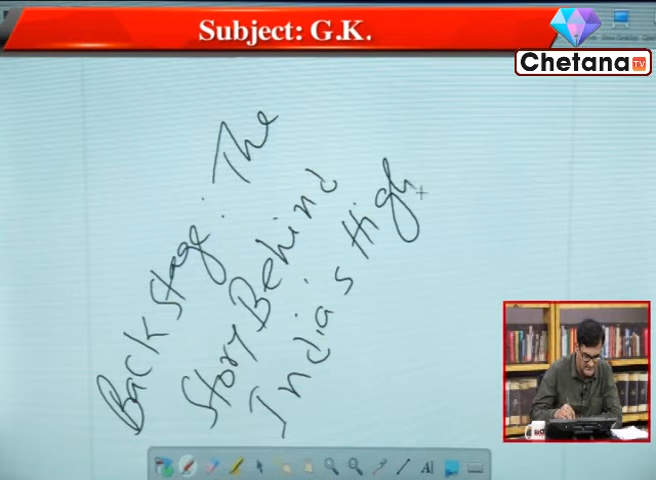 Subject: G.K.
Chetana TV
Backstage: The
Story Behind
India's High